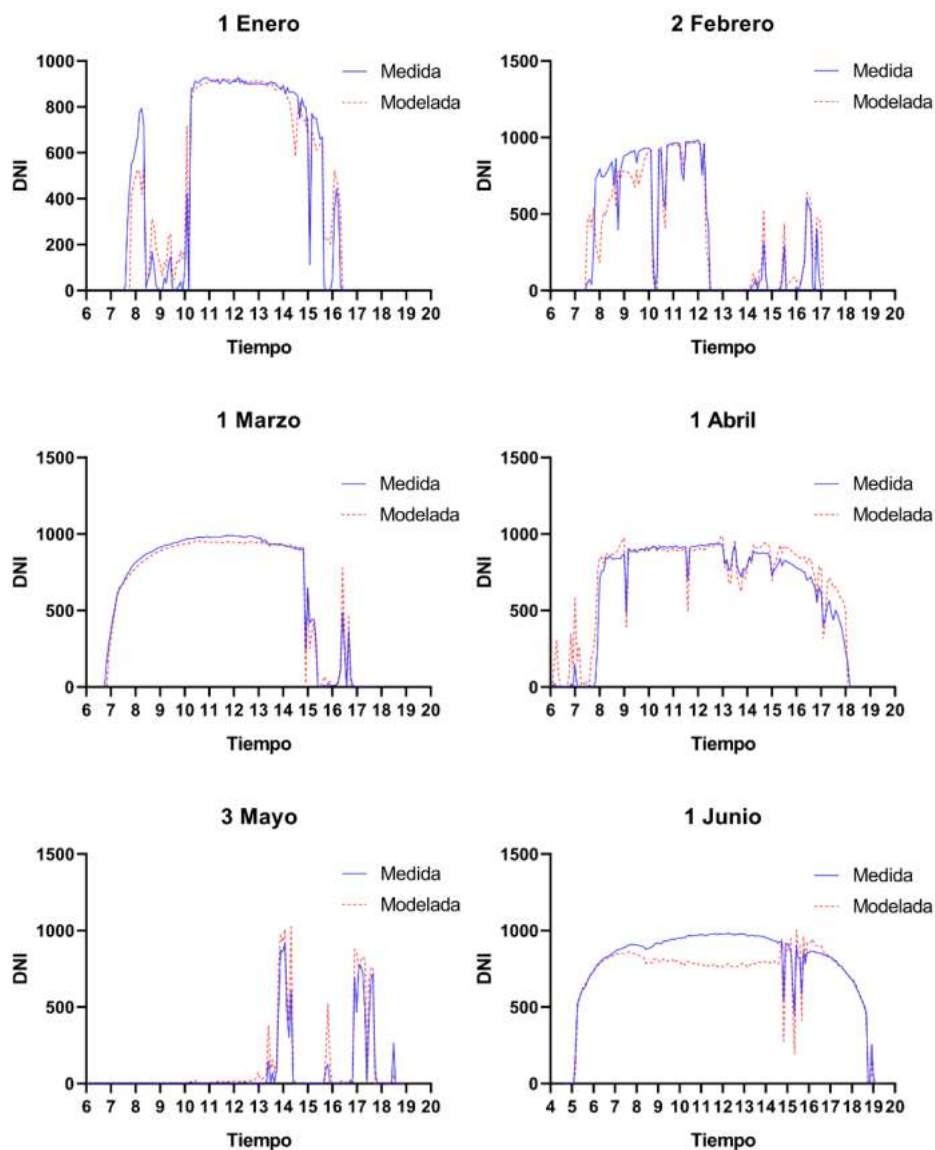 1 Enero
1000
800
600
400
200
0
DNI
Medida
Modelada
6 7 8 9 10 11 12 13 14 15 16 17 18 19 20
Tiempo
2 Febrero
1500
1000
500
0
DNI
Medida
Modelada
6 7 8 9 10 11 12 13 14 15 16 17 18 19 20
Tiempo
1 Marzo
1500
1000
500
0
DNI
Medida
Modelada
6 7 8 9 10 11 12 13 14 15 16 17 18 19 20
Tiempo
1 Abril
1500
1000
500
0
DNI
Medida
Modelada
6 7 8 9 10 11 12 13 14 15 16 17 18 19 20
Tiempo
3 Mayo
1500
1000
500
0
DNI
Medida
Modelada
6 7 8 9 10 11 12 13 14 15 16 17 18 19 20
Tiempo
1 Junio
1500
1000
500
0
DNI
Medida
Modelada
4 5 6 7 8 9 10 11 12 13 14 15 16 17 18 19 20
Tiempo